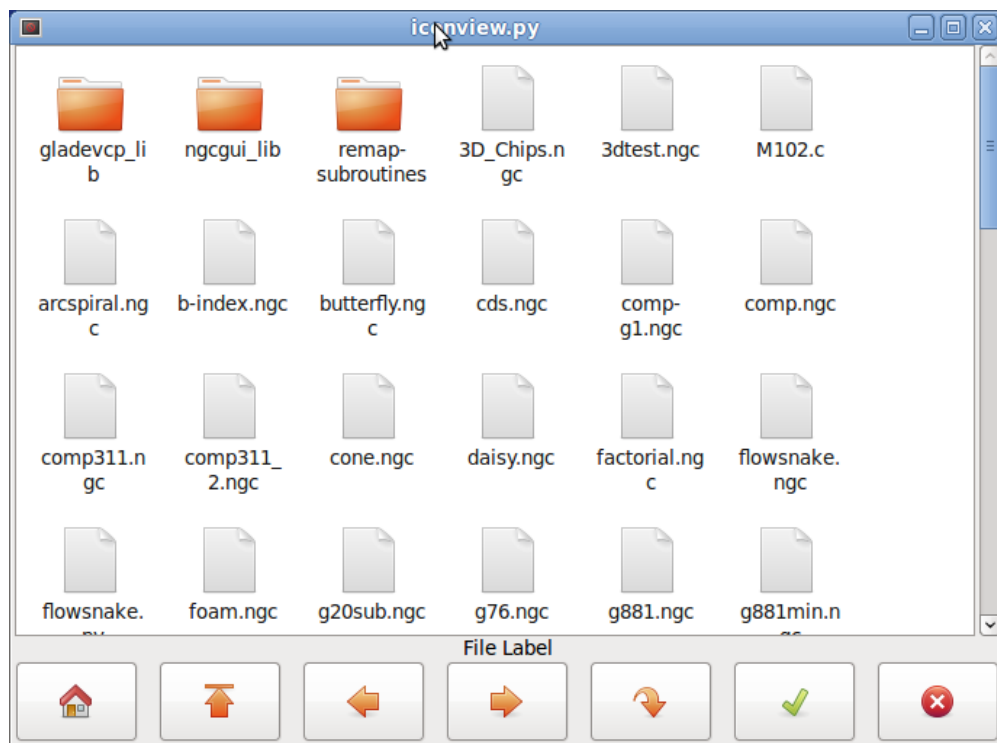 iconview.py
gladevcp_li
b
ngcgui_lib
remap-
subroutines
3D_Chips.n
gc
3dtest.ngc
M102.c
arcspiral.ng
c
b-index.ngc
butterfly.ng
c
cds.ngc
comp-
g1.ngc
comp.ngc
comp311.n
gc
comp311_
2.ngc
cone.ngc
daisy.ngc
factorial.ng
c
flowsnake.
ngc
flowsnake.
foam.ngc
g20sub.ngc
g76.ngc
g881.ngc
g881min.n
File Label